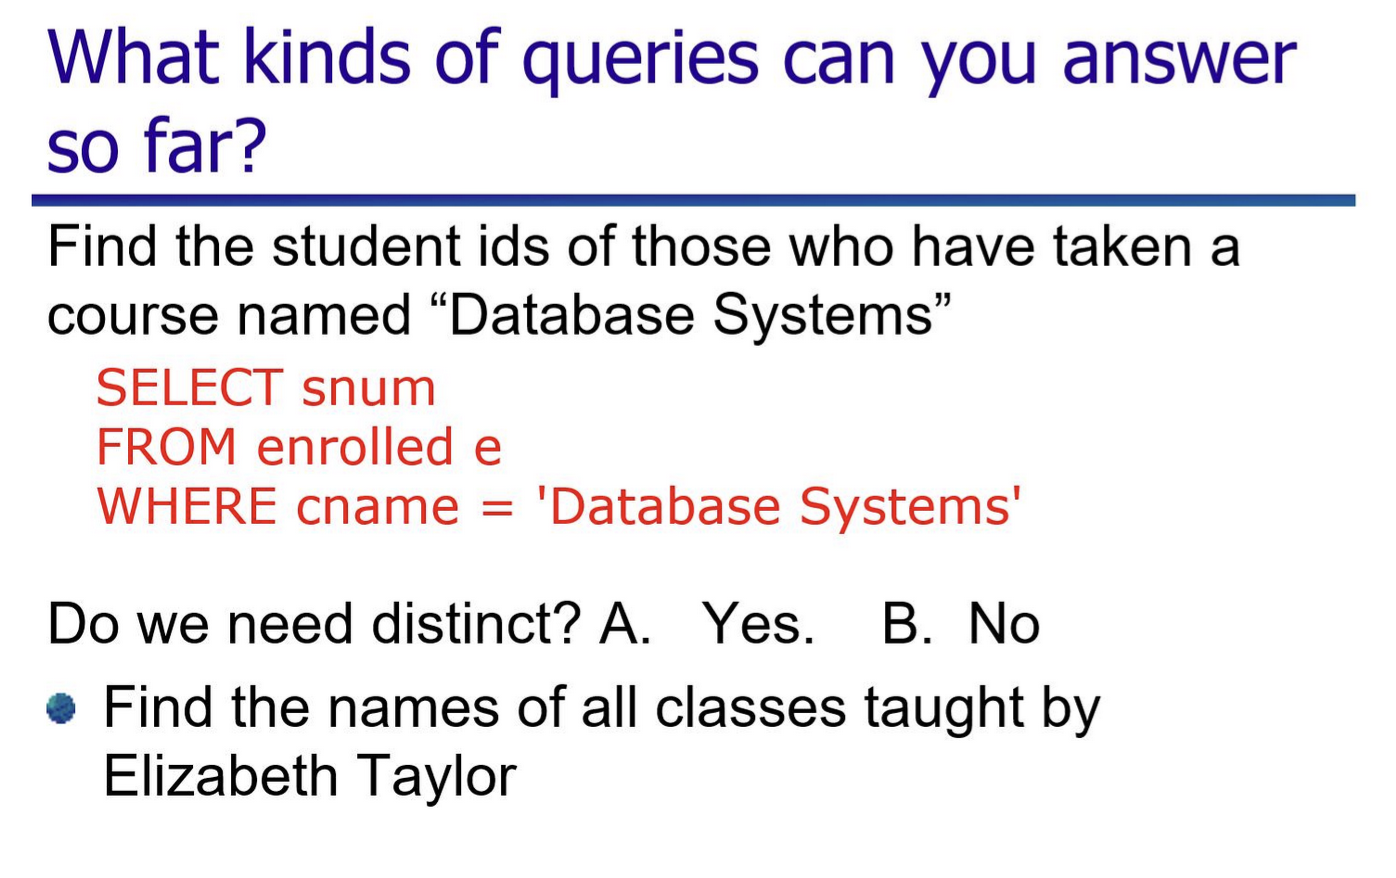 What kinds of queries can you answer
so far?
Find the student ids of those who have taken a
course named “Database Systems”
SELECT snum
FROM enrolled e
WHERE cname = 'Database Systems'
Do we need distinct? A. Yes. B. No
Find the names of all classes taught by
Elizabeth Taylor